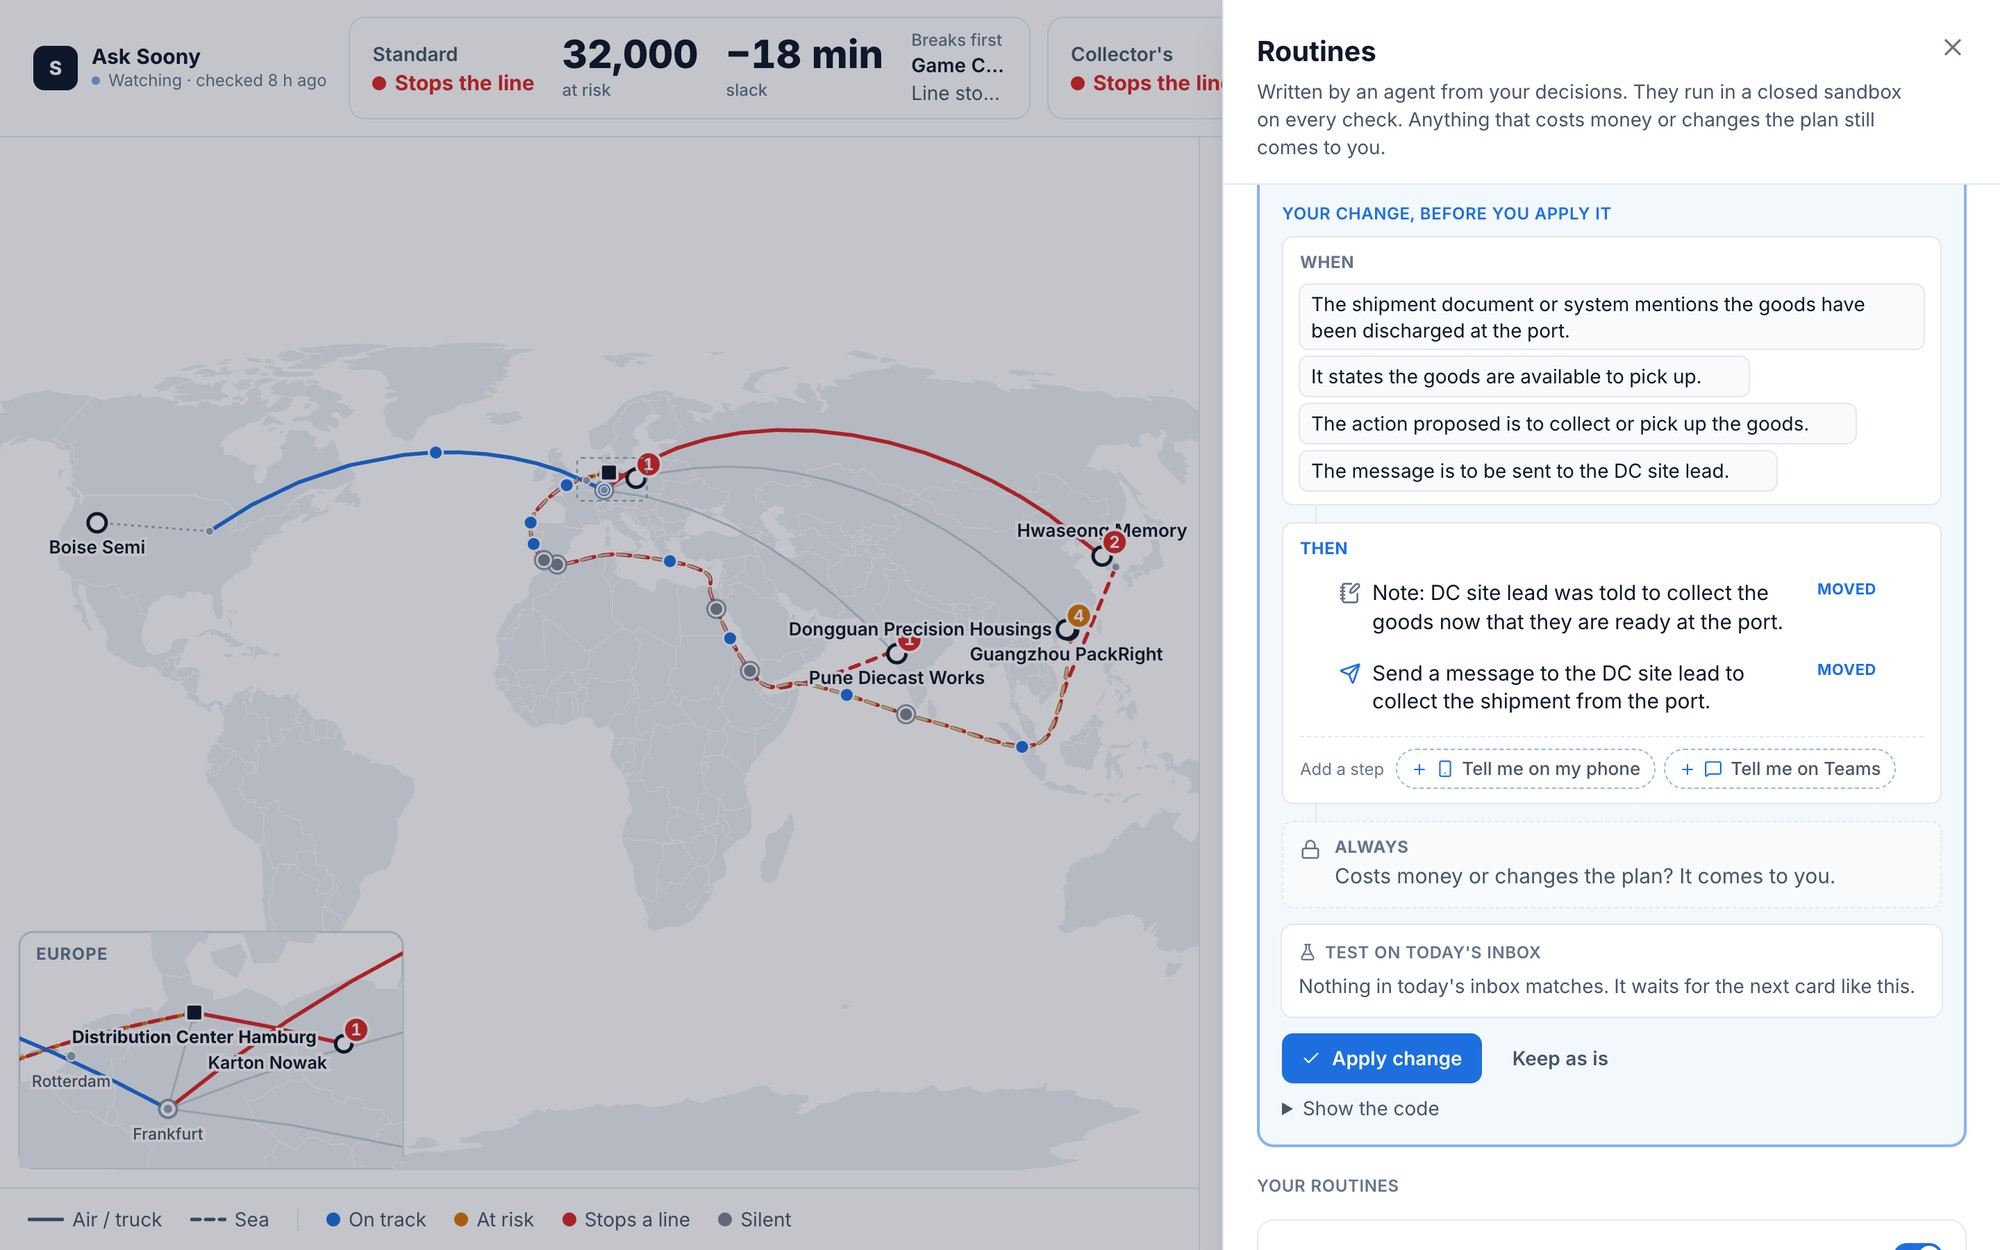 S
Ask Soony
Watching · checked 8 h ago
Standard
Stops the line
32,000
at risk
−18 min
slack
Breaks first
Game C...
Line sto...
Collector's
Stops the lin
Boise Semi
1
Hwaseong Memory
2
4
Dongguan Precision Housings
1
Guangzhou PackRight
Pune Diecast Works
EUROPE
1
Distribution Center Hamburg
Karton Nowak
Rotterdam
Frankfurt
Air / truck
Sea
On track
At risk
Stops a line
Silent
Routines
Written by an agent from your decisions. They run in a closed sandbox
on every check. Anything that costs money or changes the plan still
comes to you.
YOUR CHANGE, BEFORE YOU APPLY IT
WHEN
The shipment document or system mentions the goods have
been discharged at the port.
It states the goods are available to pick up.
The action proposed is to collect or pick up the goods.
The message is to be sent to the DC site lead.
THEN
Note: DC site lead was told to collect the
goods now that they are ready at the port.
MOVED
Send a message to the DC site lead to
collect the shipment from the port.
MOVED
Add a step
+ Tell me on my phone
+ Tell me on Teams
ALWAYS
Costs money or changes the plan? It comes to you.
TEST ON TODAY'S INBOX
Nothing in today's inbox matches. It waits for the next card like this.
Apply change
Keep as is
Show the code
YOUR ROUTINES